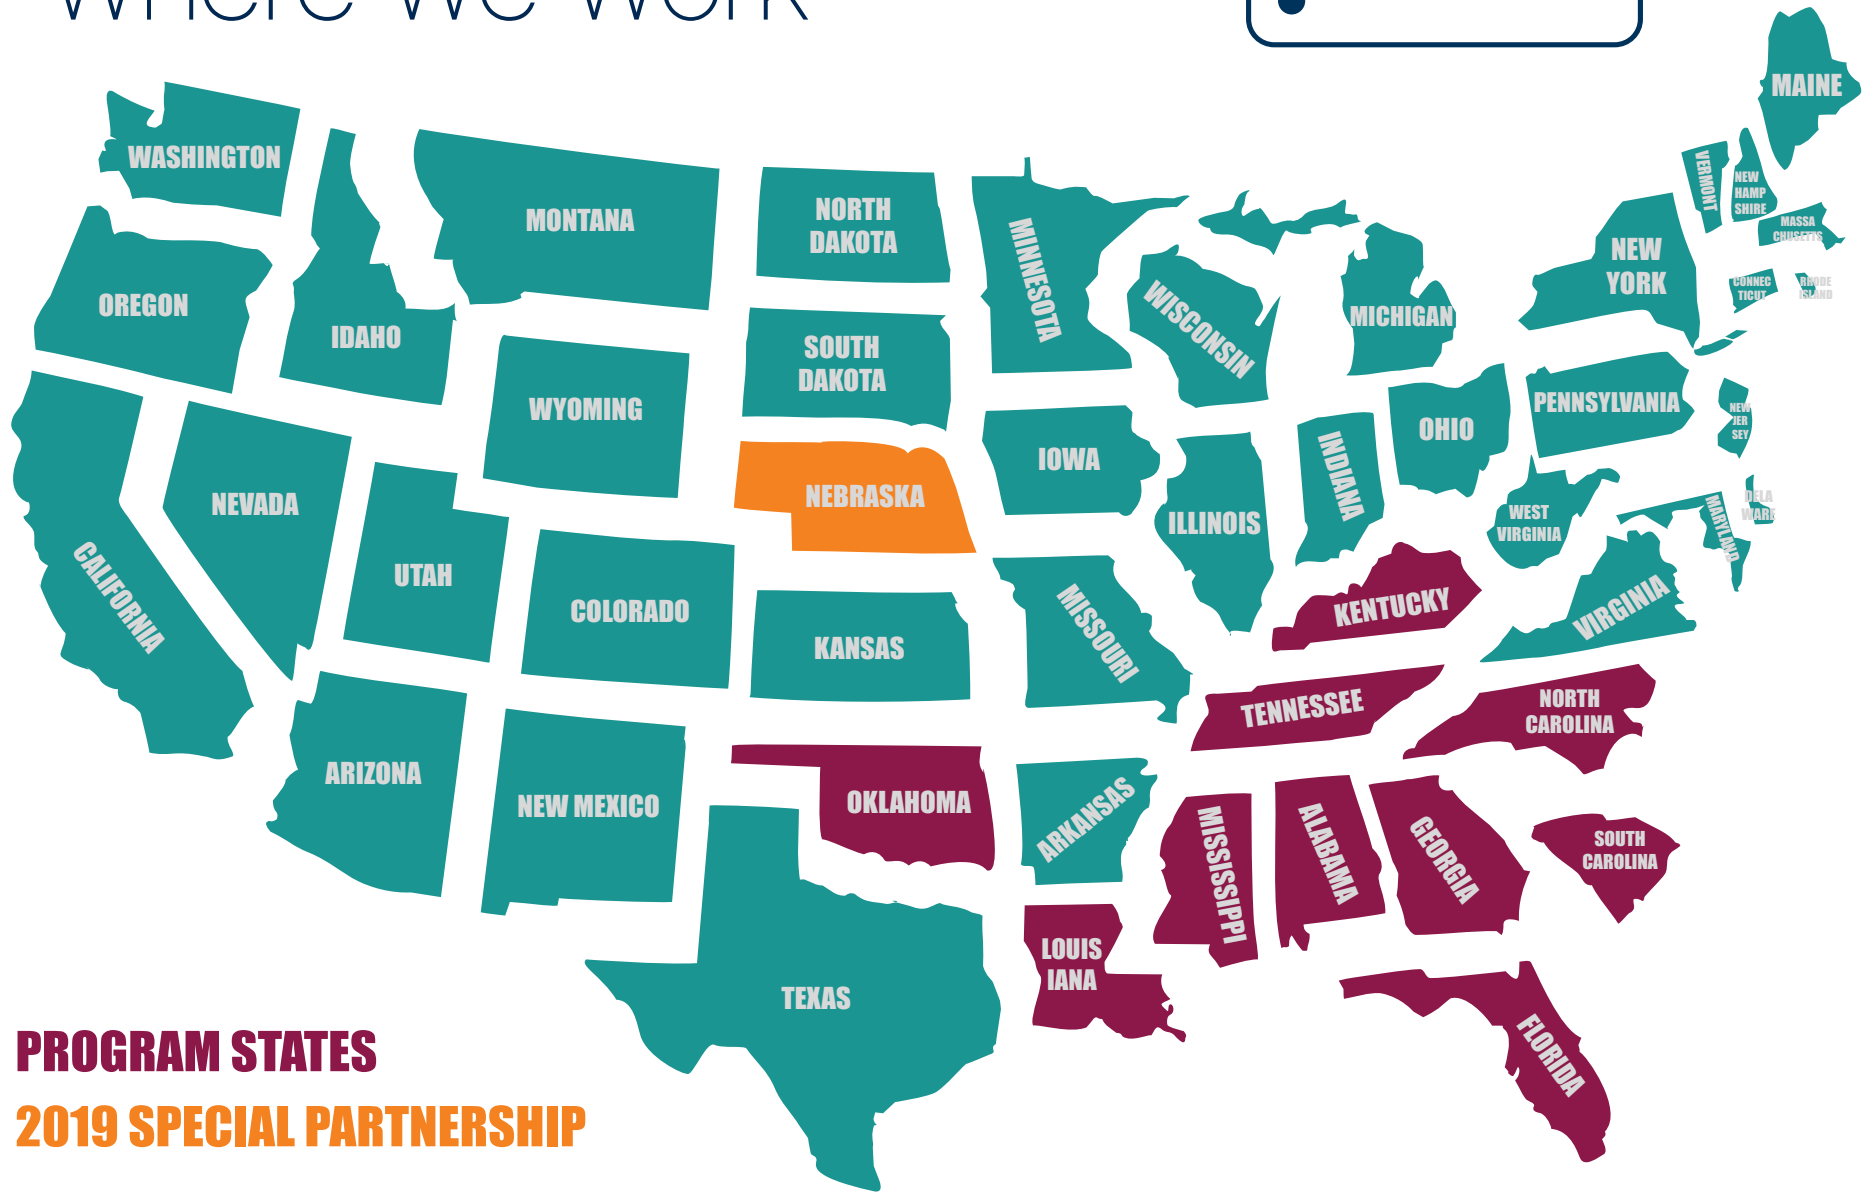 Where We Work
MAINE
WASHINGTON
VERMONT
NEW
HAMP
SHIRE
MONTANA
NORTH
DAKOTA
MINNESOTA
MASSA
CHUSETTS
NEW
YORK
OREGON
IDAHO
WISCONSIN
MICHIGAN
CONNEC
TICUT
RHODE
ISLAND
SOUTH
DAKOTA
WYOMING
PENNSYLVANIA
NEW
JER
SEY
OHIO
IOWA
INDIANA
NEVADA
NEBRASKA
ILLINOIS
WEST
VIRGINIA
MARYLAND
DELA
WARE
CALIFORNIA
UTAH
COLORADO
KANSAS
MISSOURI
KENTUCKY
VIRGINIA
TENNESSEE
NORTH
CAROLINA
ARIZONA
NEW MEXICO
OKLAHOMA
ARKANSAS
MISSISSIPPI
ALABAMA
GEORGIA
SOUTH
CAROLINA
LOUIS
IANA
TEXAS
FLORIDA
PROGRAM STATES
2019 SPECIAL PARTNERSHIP